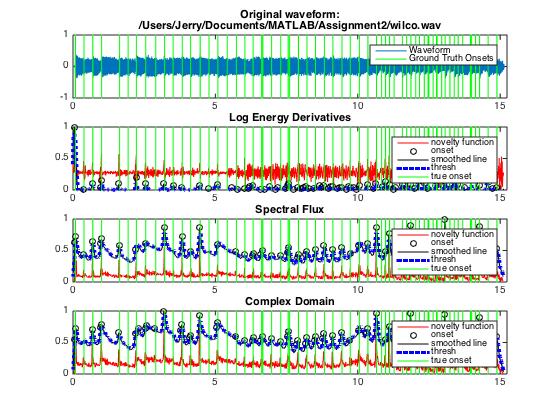 Original waveform:
/Users/Jerry/Documents/MATLAB/Assignment2/wilco.wav
1
0
-1
Waveform
Ground Truth Onsets
0 5 10 15
Log Energy Derivatives
1
0.5
0
novelty function
onset
smoothed line
thresh
true onset
0 5 10 15
Spectral Flux
1
0.5
0
novelty function
onset
smoothed line
thresh
true onset
0 5 10 15
Complex Domain
1
0.5
0
novelty function
onset
smoothed line
thresh
true onset
0 5 10 15